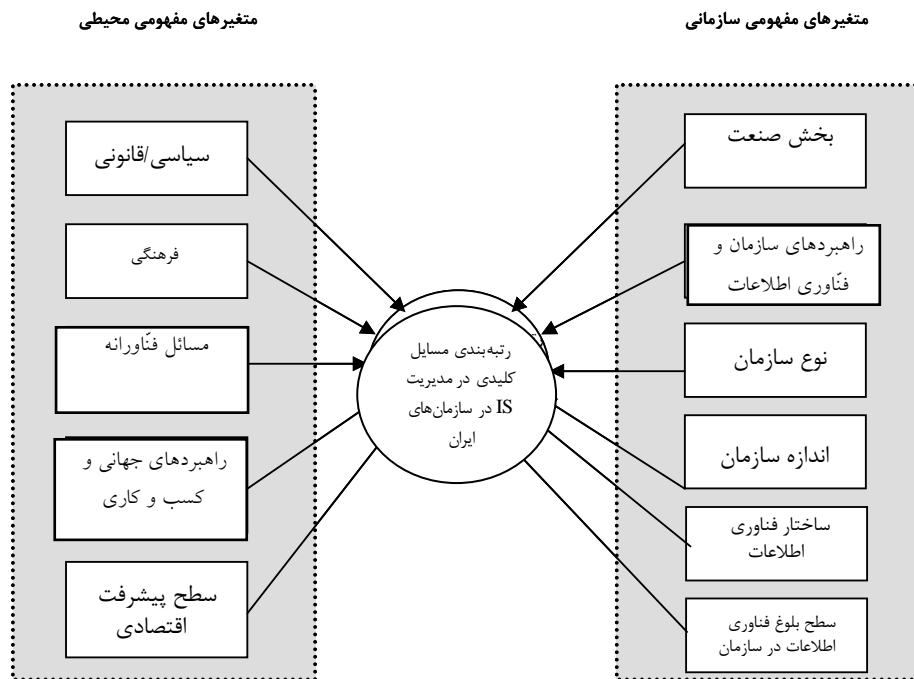 متغیرهای مفهومی سازمانی
متغیرهای مفهومی محیطی
بخش صنعت
راهبردهای سازمان و
فنّاوری اطلاعات
نوع سازمان
اندازه سازمان
ساختار فناوری
اطلاعات
سطح بلوغ فناوری
اطلاعات در سازمان
رتبه‌بندی مسایل
کلیدی در مدیریت
IS در سازمان‌های
ایران
سیاسی/قانونی
فرهنگی
مسائل فنّاورانه
راهبردهای جهانی و
کسب و کاری
سطح پیشرفت
اقتصادی